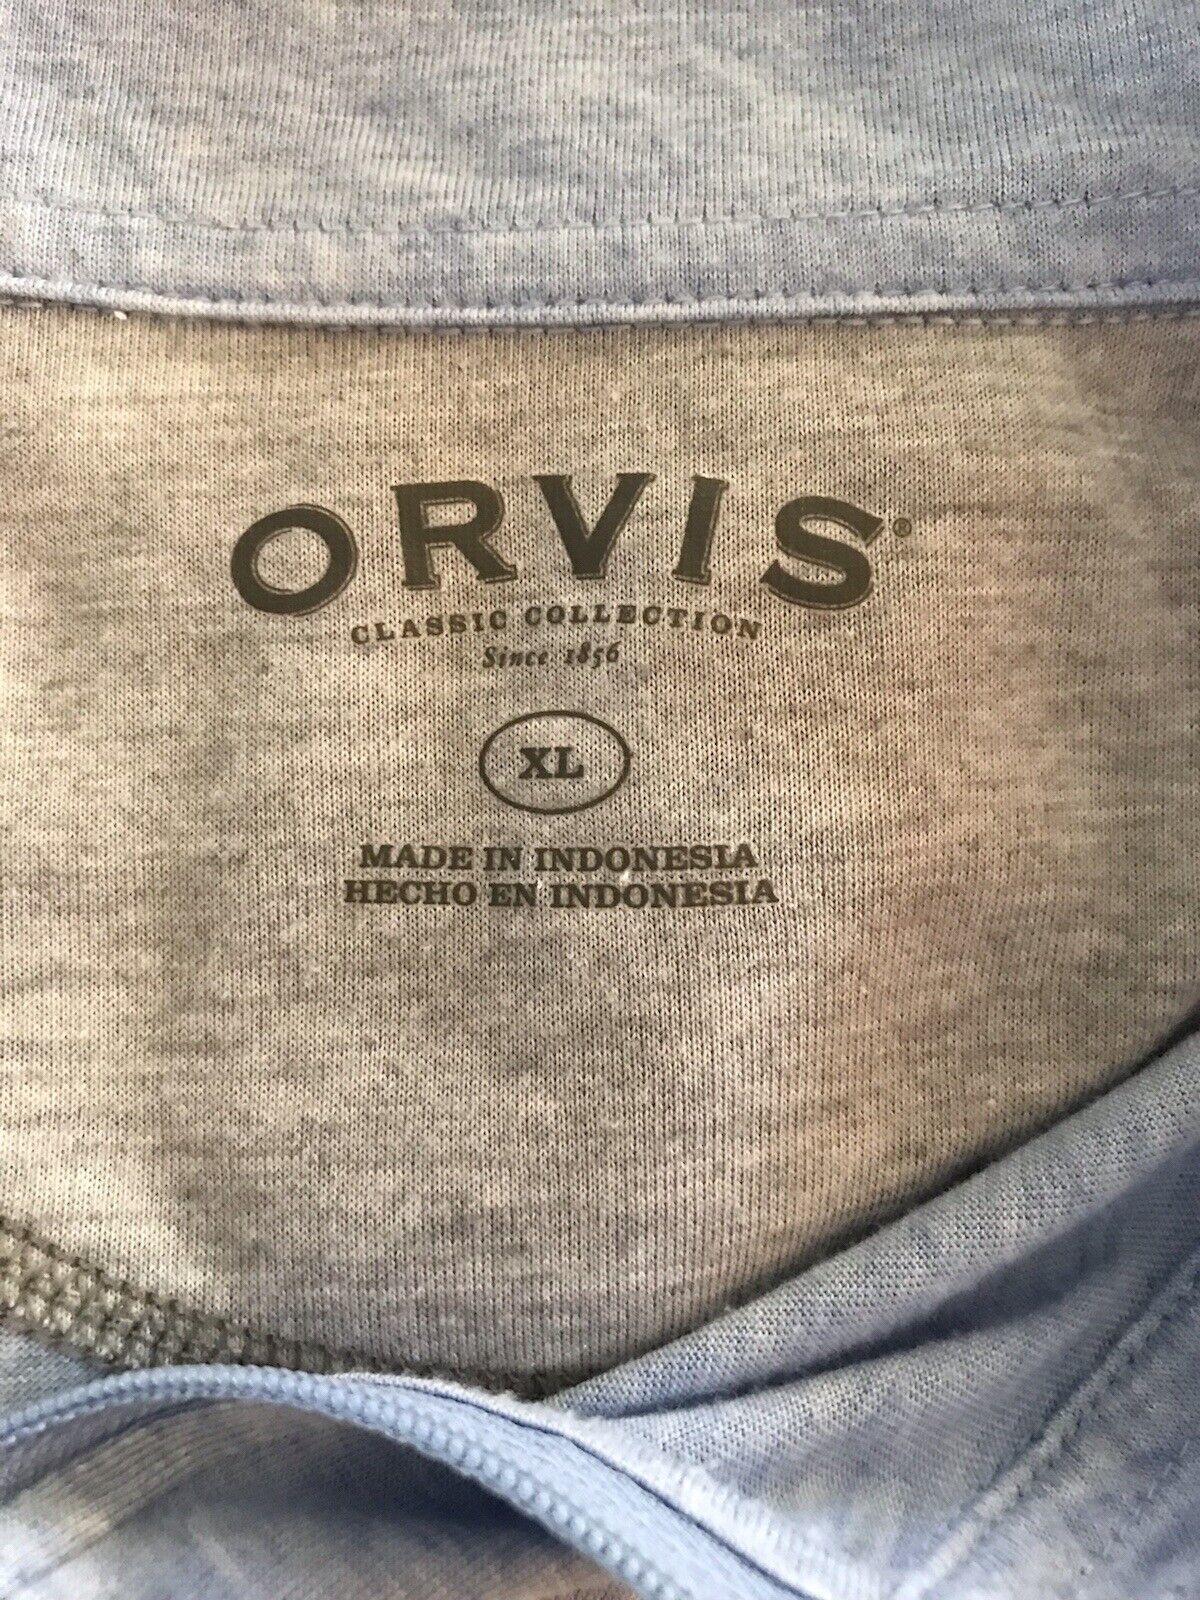 ORVIS®
CLASSIC COLLECTION
Since 1856
XL
MADE IN INDONESIA
HECHO EN INDONESIA